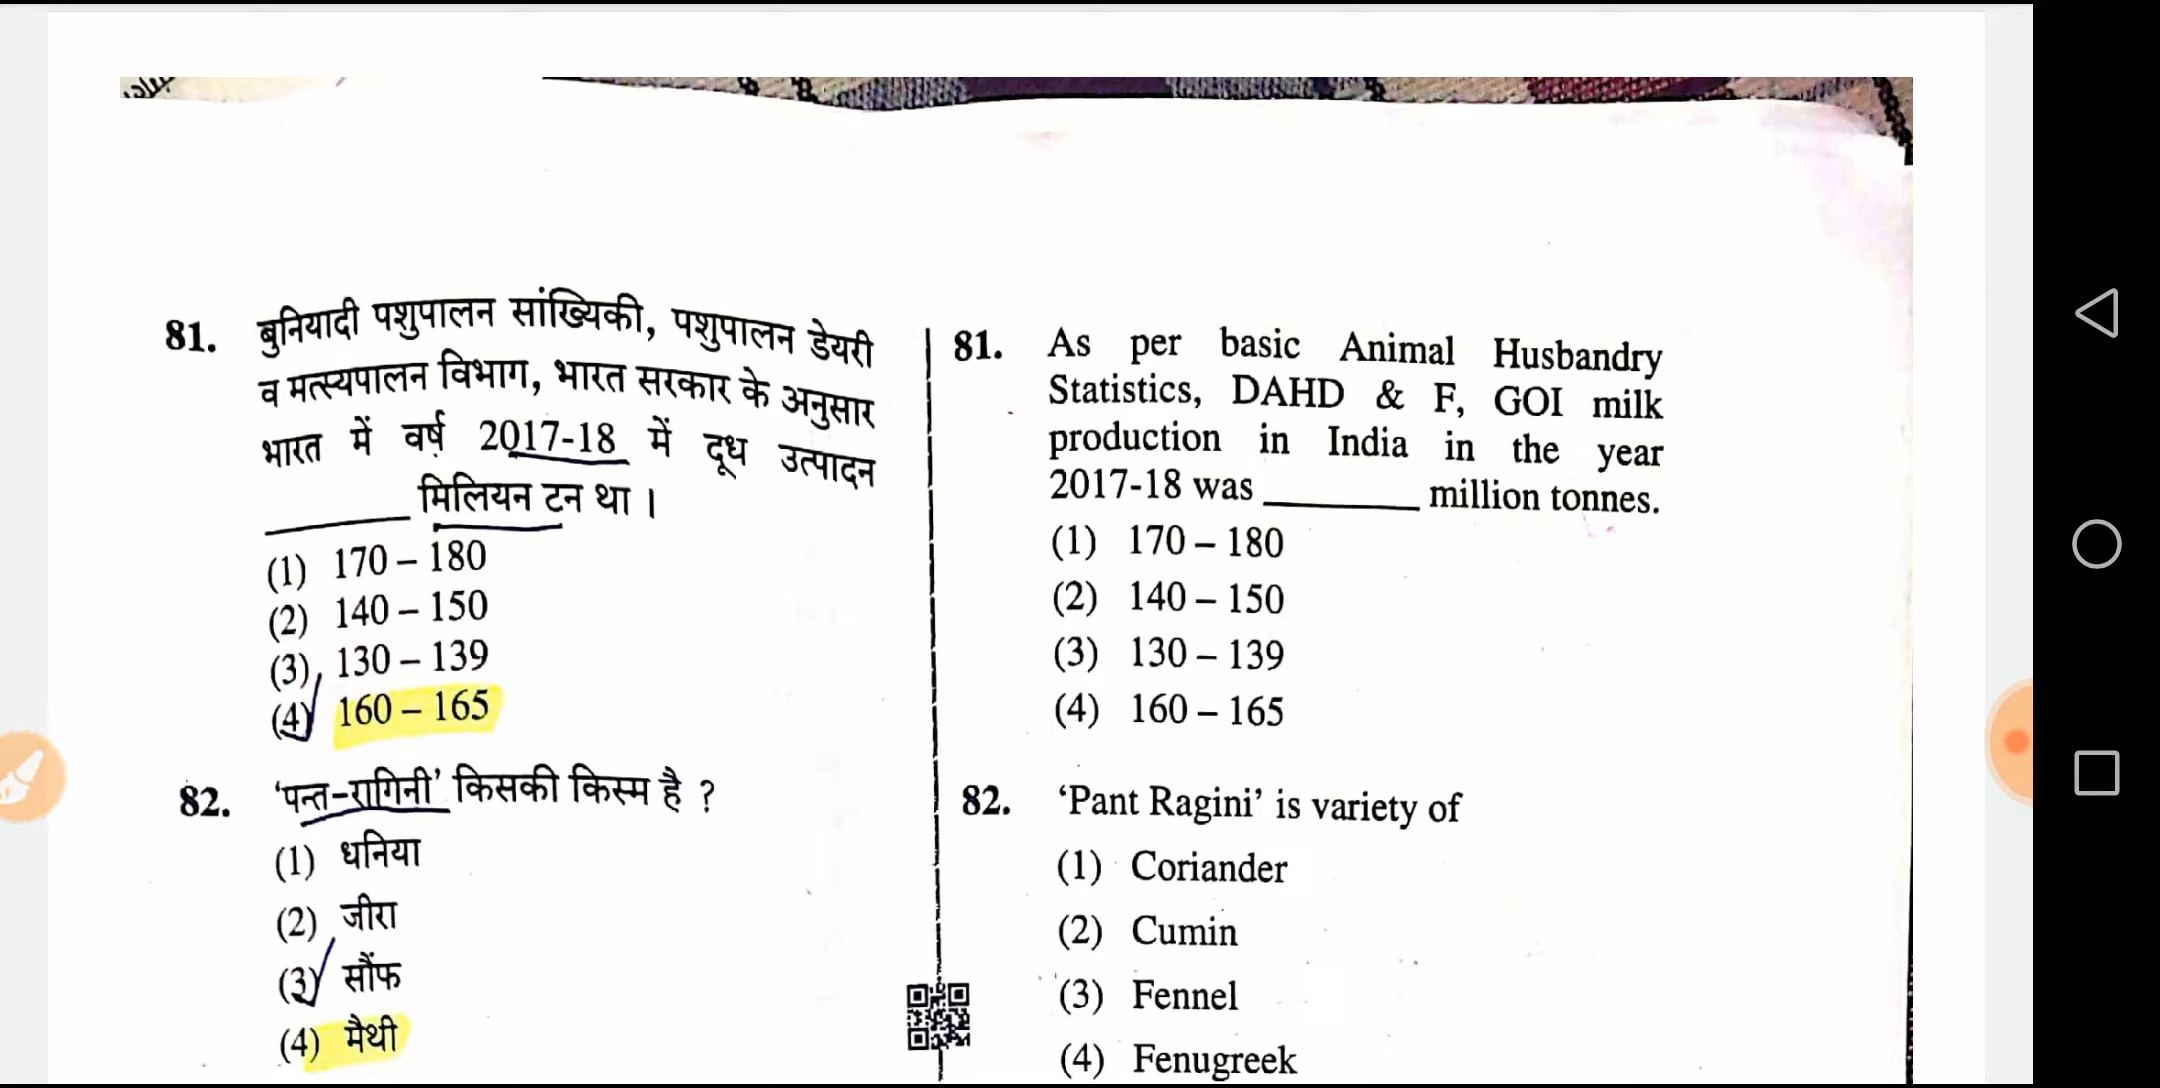 81. बुनियादी पशुपालन सांख्यिकी, पशुपालन डेयरी
व मत्स्यपालन विभाग, भारत सरकार के अनुसार
भारत में वर्ष 2017-18 में दूध उत्पादन
________ मिलियन टन था ।
(1) 170 – 180
(2) 140 – 150
(3) 130 – 139
(4) 160 – 165
82. ‘पन्त-रागिनी’ किसकी किस्म है ?
(1) धनिया
(2) जीरा
(3) सौंफ
(4) मैथी
81. As per basic Animal Husbandry
Statistics, DAHD & F, GOI milk
production in India in the year
2017-18 was ________ million tonnes.
(1) 170 – 180
(2) 140 – 150
(3) 130 – 139
(4) 160 – 165
82. ‘Pant Ragini’ is variety of
(1) Coriander
(2) Cumin
(3) Fennel
(4) Fenugreek